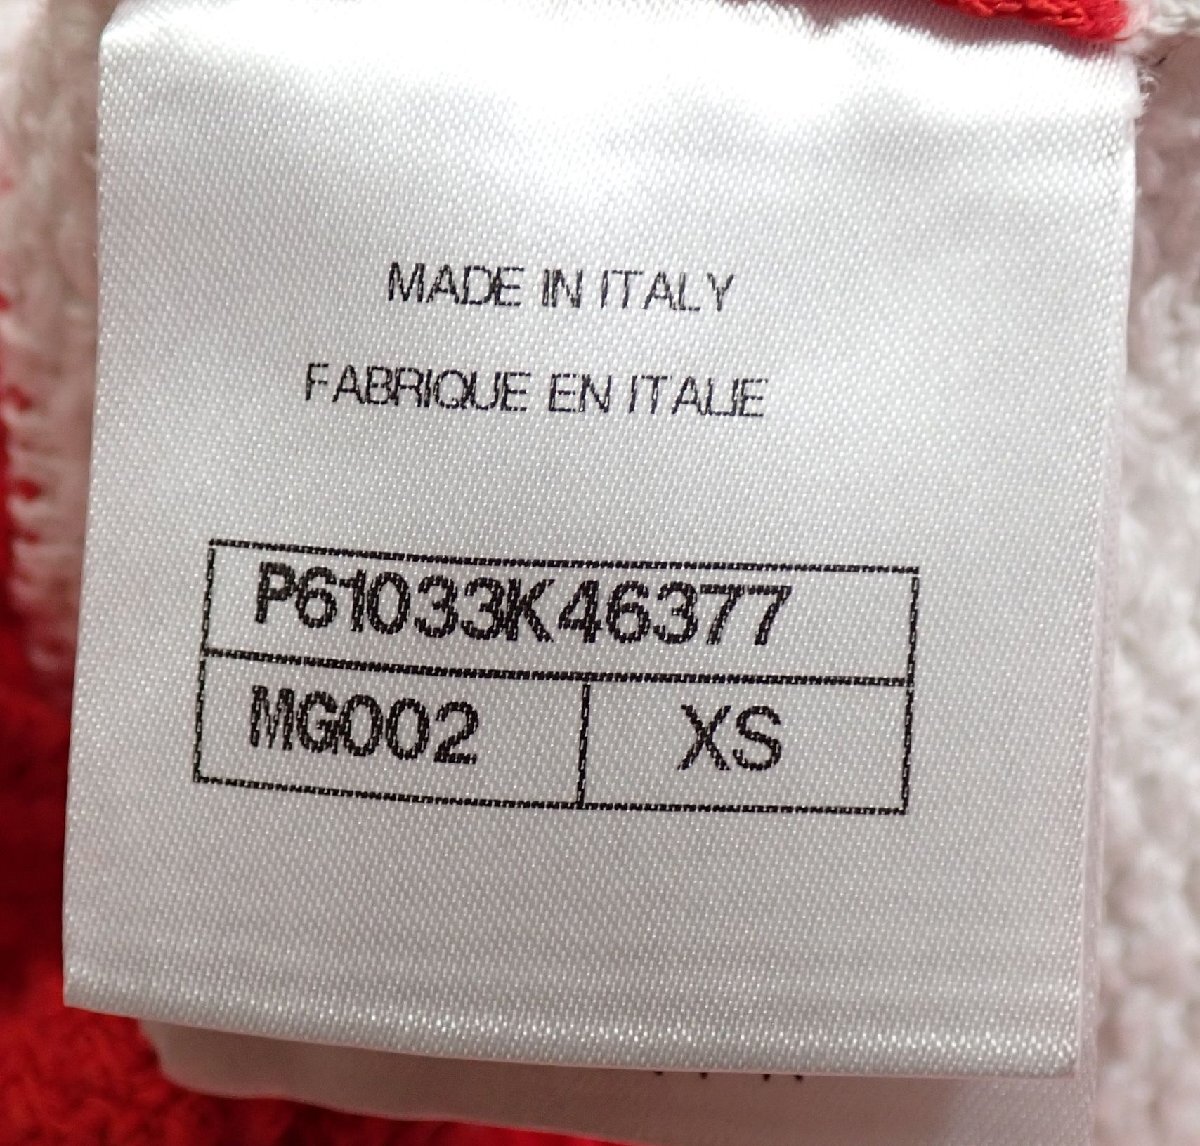 MADE IN ITALY
FABRIQUE EN ITALIE
P61033K46377
MG002 XS